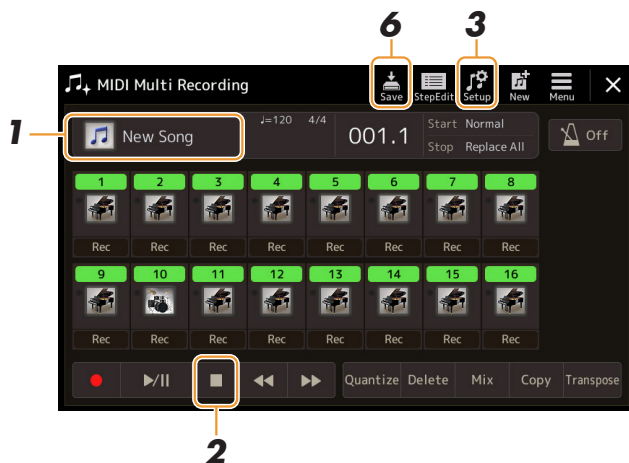 6 3
MIDI Multi Recording
Save StepEdit Setup New Menu
1
New Song
♩=120 4/4
001.1
Start Normal
Stop Replace All
Off
1 2 3 4 5 6 7 8
Rec Rec Rec Rec Rec Rec Rec Rec
9 10 11 12 13 14 15 16
Rec Rec Rec Rec Rec Rec Rec Rec
Quantize Delete Mix Copy Transpose
2